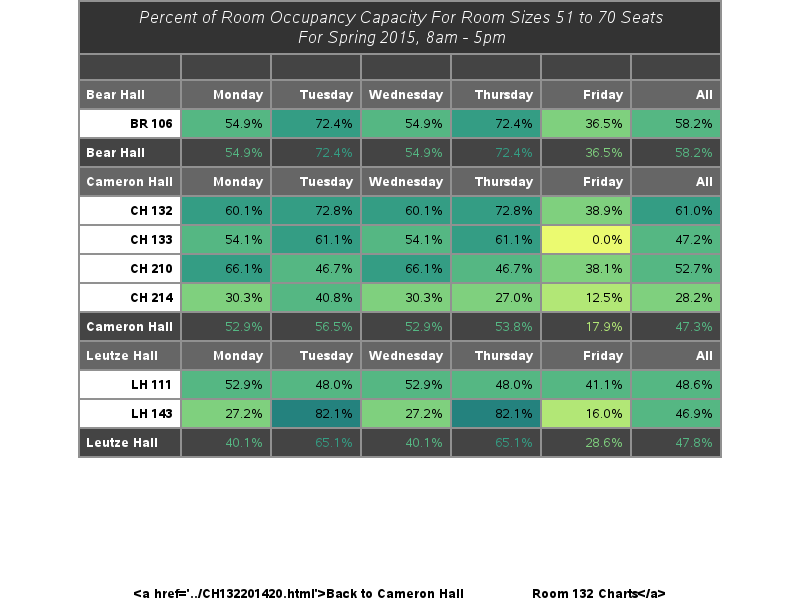 Percent of Room Occupancy Capacity For Room Sizes 51 to 70 Seats
For Spring 2015, 8am - 5pm
Bear Hall Monday Tuesday Wednesday Thursday Friday All
BR 106 54.9% 72.4% 54.9% 72.4% 36.5% 58.2%
Bear Hall 54.9% 72.4% 54.9% 72.4% 36.5% 58.2%
Cameron Hall Monday Tuesday Wednesday Thursday Friday All
CH 132 60.1% 72.8% 60.1% 72.8% 38.9% 61.0%
CH 133 54.1% 61.1% 54.1% 61.1% 0.0% 47.2%
CH 210 66.1% 46.7% 66.1% 46.7% 38.1% 52.7%
CH 214 30.3% 40.8% 30.3% 27.0% 12.5% 28.2%
Cameron Hall 52.9% 56.5% 52.9% 53.8% 17.9% 47.3%
Leutze Hall Monday Tuesday Wednesday Thursday Friday All
LH 111 52.9% 48.0% 52.9% 48.0% 41.1% 48.6%
LH 143 27.2% 82.1% 27.2% 82.1% 16.0% 46.9%
Leutze Hall 40.1% 65.1% 40.1% 65.1% 28.6% 47.8%
<a href='../CH132201420.html'>Back to Cameron Hall Room 132 Charts</a>